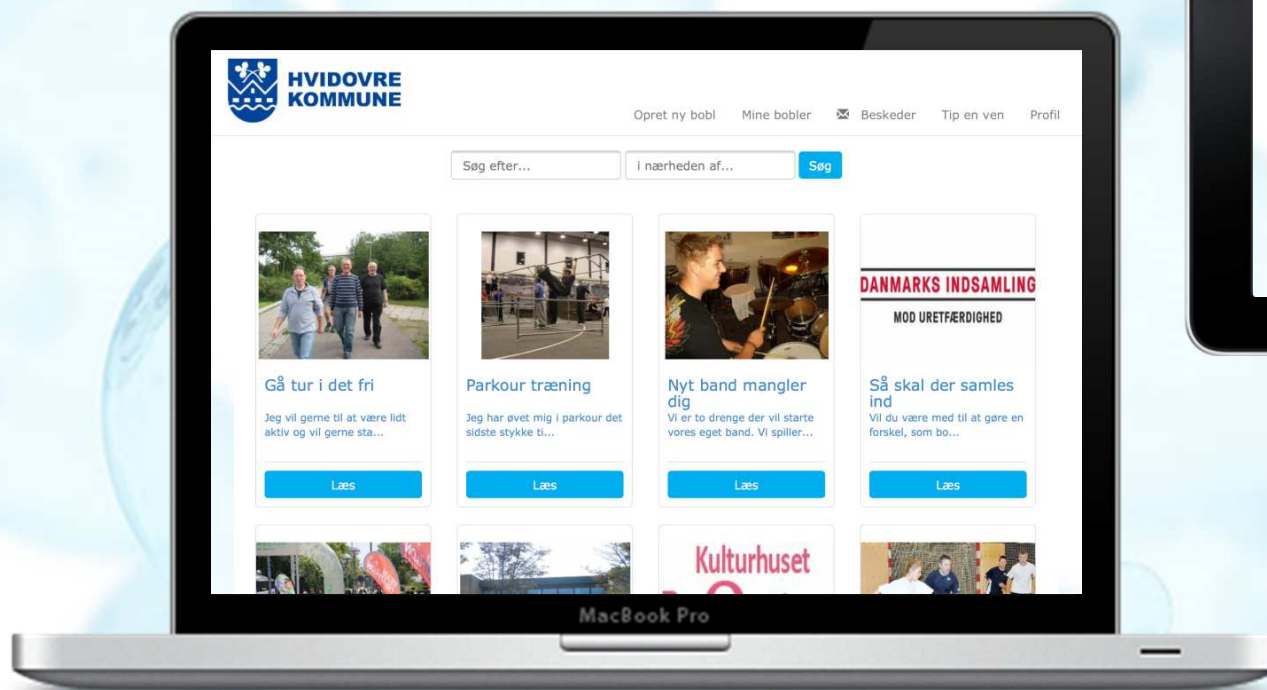 HVIDOVRE
KOMMUNE
Opret ny bobl Mine bobler Beskeder Tip en ven Profil
Søg efter... i nærheden af... Søg
DANMARKS INDSAMLING
MOD URETFÆRDIGHED
Gå tur i det fri
Jeg vil gerne til at være lidt
aktiv og vil gerne sta...
Læs
Parkour træning
Jeg har øvet mig i parkour det
sidste stykke ti...
Læs
Nyt band mangler
dig
Vi er to drenge der vil starte
vores eget band. Vi spiller...
Læs
Så skal der samles
ind
Vil du være med til at gøre en
forskel, som bo...
Læs
Kulturhuset
MacBook Pro